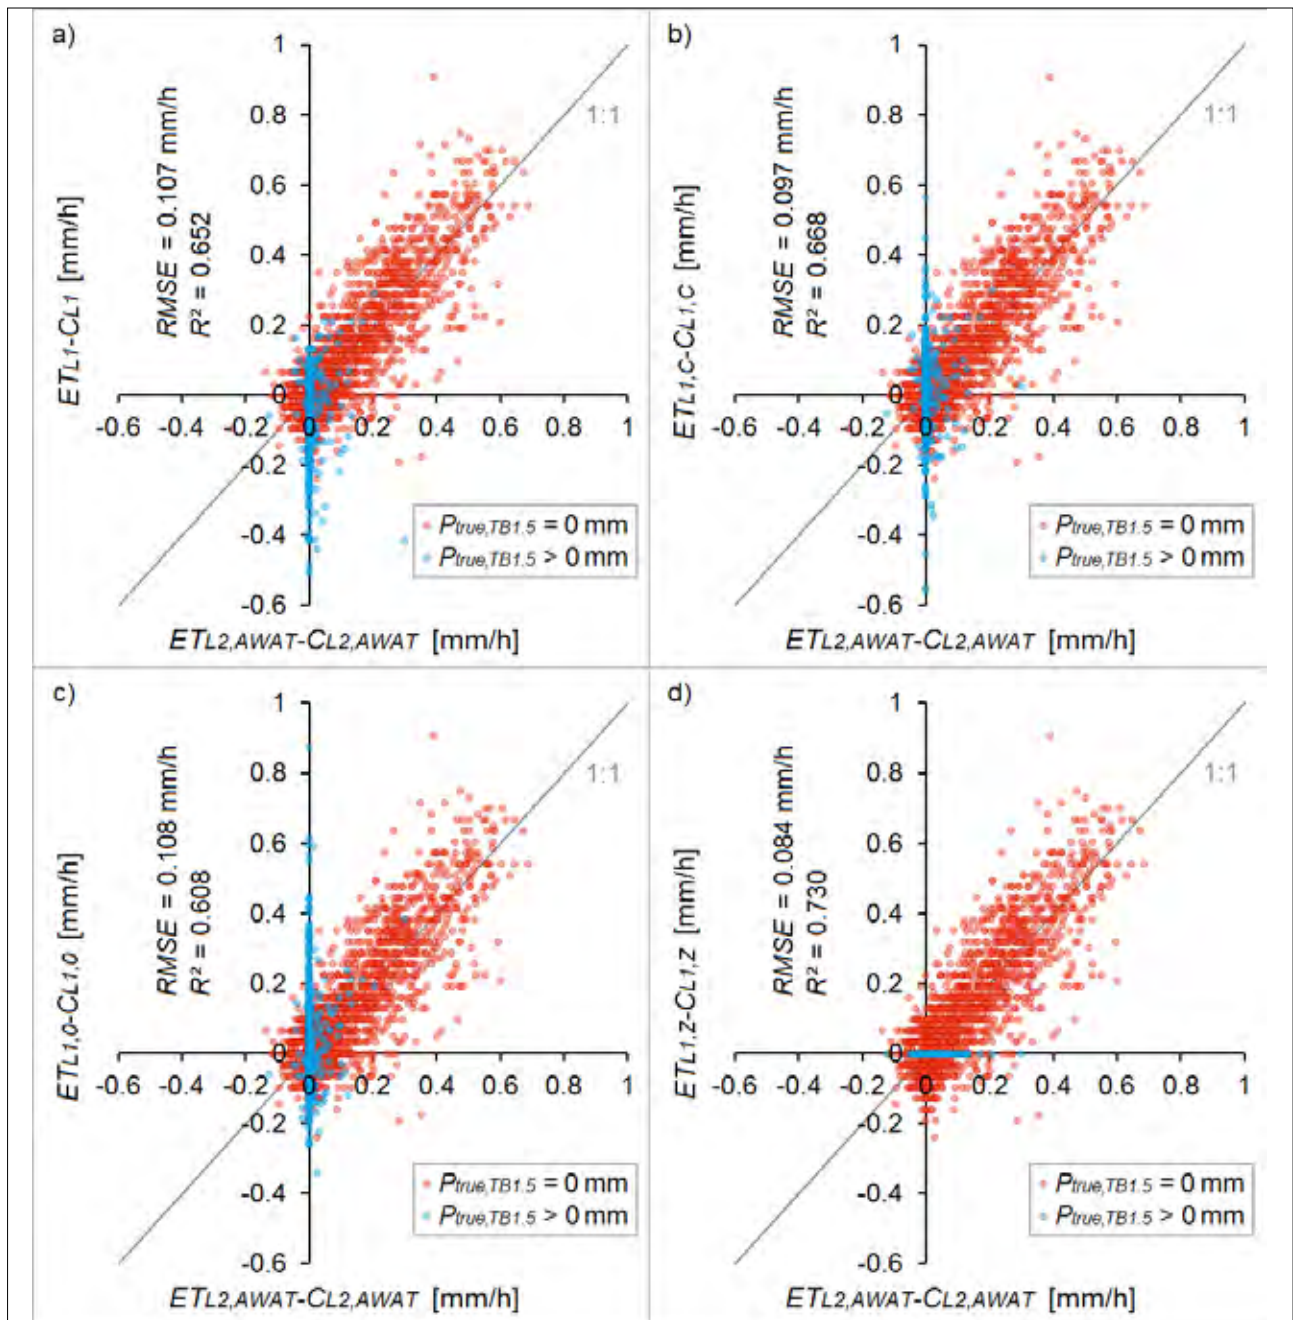 a)
1
0.8
0.6
0.4
0.2
0
-0.2
-0.4
-0.6
-0.6 -0.4 -0.2 0 0.2 0.4 0.6 0.8 1
1:1
RMSE = 0.107 mm/h
R² = 0.652
ETL1-CL1 [mm/h]
Ptrue,TB1.5 = 0 mm
Ptrue,TB1.5 > 0 mm
ETL2,AWAT-CL2,AWAT [mm/h]
b)
1
0.8
0.6
0.4
0.2
0
-0.2
-0.4
-0.6
-0.6 -0.4 -0.2 0 0.2 0.4 0.6 0.8 1
1:1
RMSE = 0.097 mm/h
R² = 0.668
ETL1,C-CL1,C [mm/h]
Ptrue,TB1.5 = 0 mm
Ptrue,TB1.5 > 0 mm
ETL2,AWAT-CL2,AWAT [mm/h]
c)
1
0.8
0.6
0.4
0.2
0
-0.2
-0.4
-0.6
-0.6 -0.4 -0.2 0 0.2 0.4 0.6 0.8 1
1:1
RMSE = 0.108 mm/h
R² = 0.608
ETL1,0-CL1,0 [mm/h]
Ptrue,TB1.5 = 0 mm
Ptrue,TB1.5 > 0 mm
ETL2,AWAT-CL2,AWAT [mm/h]
d)
1
0.8
0.6
0.4
0.2
0
-0.2
-0.4
-0.6
-0.6 -0.4 -0.2 0 0.2 0.4 0.6 0.8 1
1:1
RMSE = 0.084 mm/h
R² = 0.730
ETL1,Z-CL1,Z [mm/h]
Ptrue,TB1.5 = 0 mm
Ptrue,TB1.5 > 0 mm
ETL2,AWAT-CL2,AWAT [mm/h]